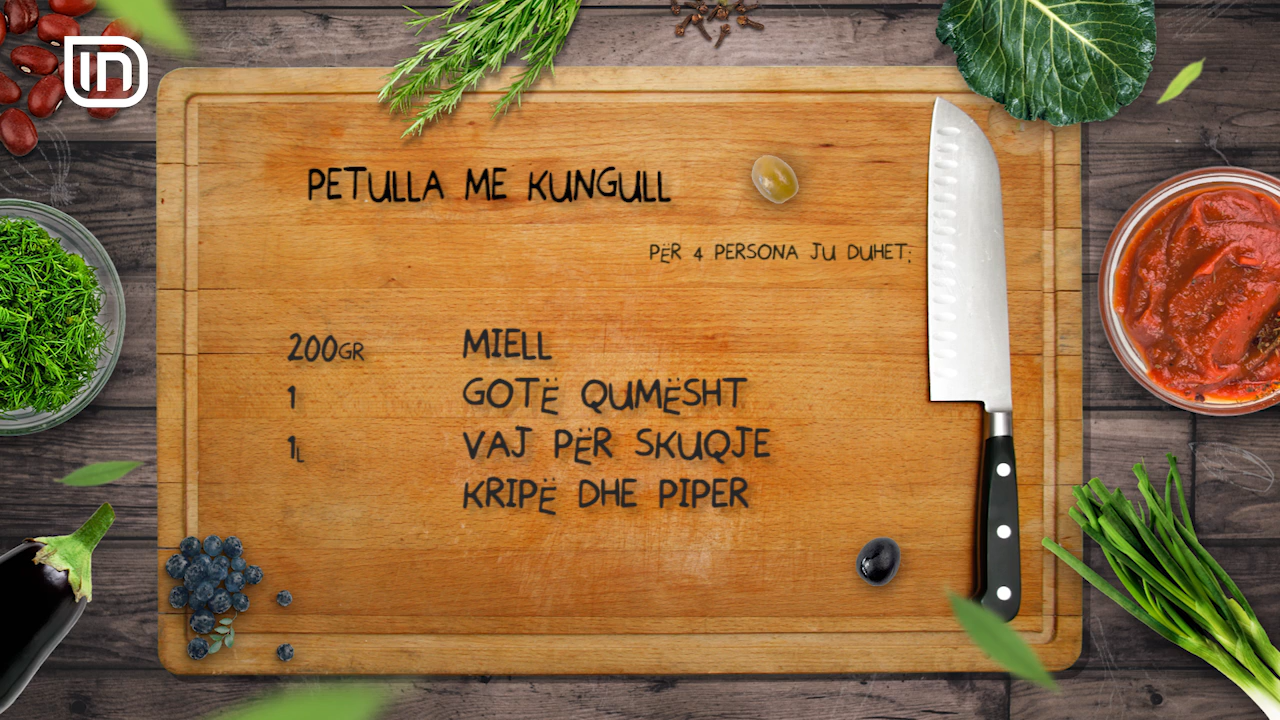 IN
PETULLA ME KUNGULL
PËR 4 PERSONA JU DUHET:
200GR MIELL
1 GOTË QUMËSHT
1L VAJ PËR SKUQJE
KRIPË DHE PIPER